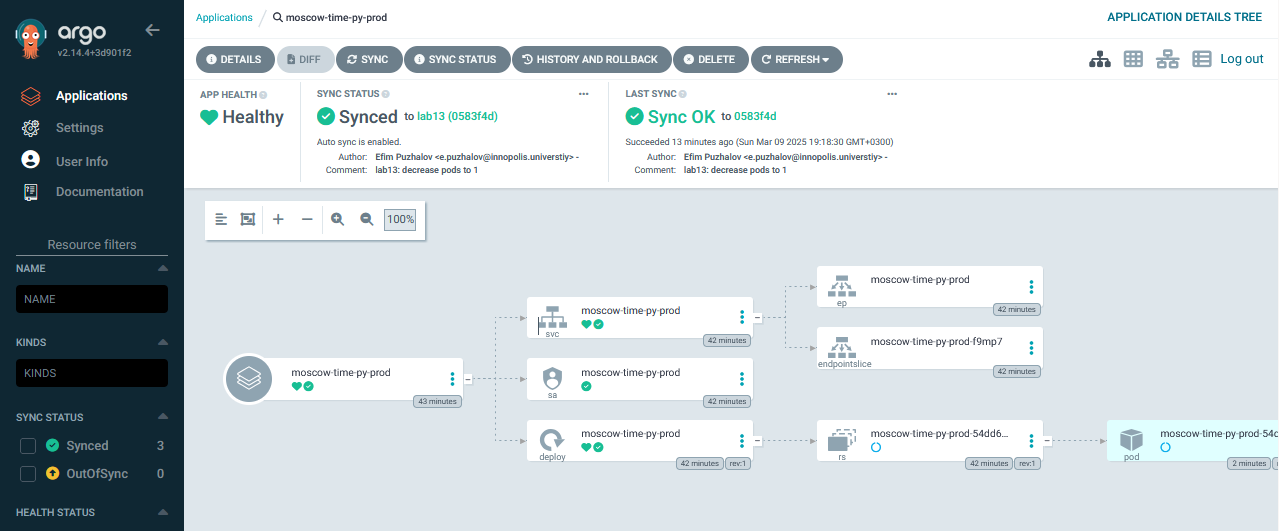 argo
v2.14.4+3d901f2
Applications
Settings
User Info
Documentation
Resource filters
NAME
NAME
KINDS
KINDS
SYNC STATUS
Synced 3
OutOfSync 0
HEALTH STATUS
Applications / moscow-time-py-prod
APPLICATION DETAILS TREE
DETAILS DIFF SYNC SYNC STATUS HISTORY AND ROLLBACK DELETE REFRESH
Log out
APP HEALTH
Healthy
SYNC STATUS
Synced to lab13 (0583f4d)
Auto sync is enabled.
Author: Efim Puzhalov <e.puzhalov@innopolis.universtiy> -
Comment: lab13: decrease pods to 1
LAST SYNC
Sync OK to 0583f4d
Succeeded 13 minutes ago (Sun Mar 09 2025 19:18:30 GMT+0300)
Author: Efim Puzhalov <e.puzhalov@innopolis.universtiy> -
Comment: lab13: decrease pods to 1
100%
moscow-time-py-prod
43 minutes
svc
moscow-time-py-prod
42 minutes
sa
moscow-time-py-prod
42 minutes
deploy
moscow-time-py-prod
42 minutes rev:1
ep
moscow-time-py-prod
42 minutes
endpointslice
moscow-time-py-prod-f9mp7
42 minutes
rs
moscow-time-py-prod-54dd6...
42 minutes rev:1
pod
moscow-time-py-prod-54
2 minutes